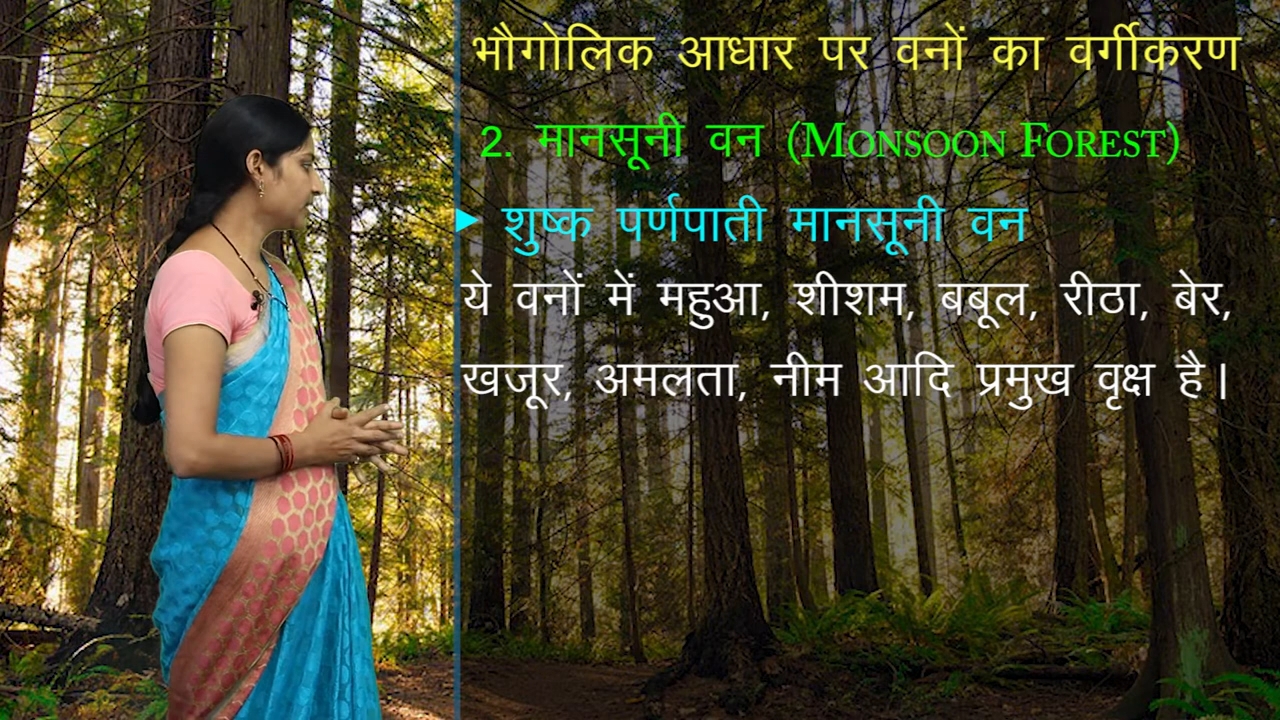 भौगोलिक आधार पर वनों का वर्गीकरण
2. मानसूनी वन (MONSOON FOREST)
▶ शुष्क पर्णपाती मानसूनी वन
ये वनों में महुआ, शीशम, बबूल, रीठा, बेर,
खजूर, अमलता, नीम आदि प्रमुख वृक्ष है।